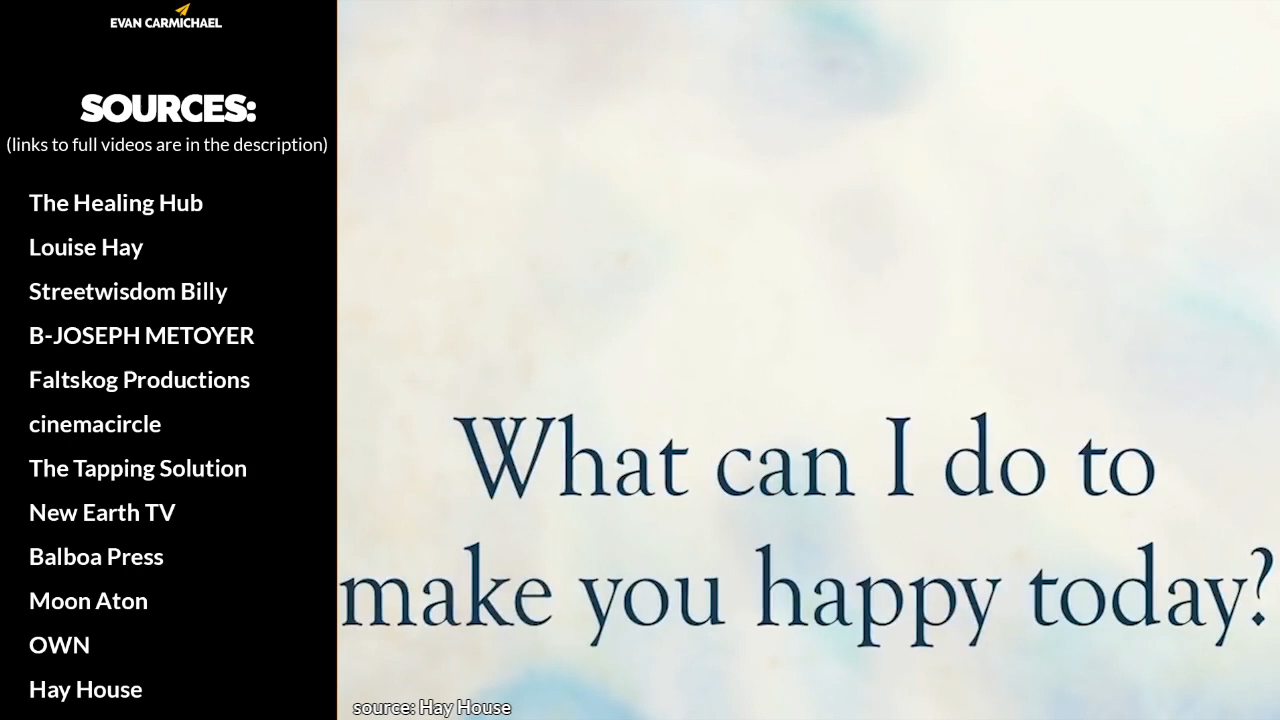 EVAN CARMICHAEL
SOURCES:
(links to full videos are in the description)
The Healing Hub
Louise Hay
Streetwisdom Billy
B-JOSEPH METOYER
Faltskog Productions
cinemacircle
The Tapping Solution
New Earth TV
Balboa Press
Moon Aton
OWN
Hay House
What can I do to
make you happy today?
source: Hay House